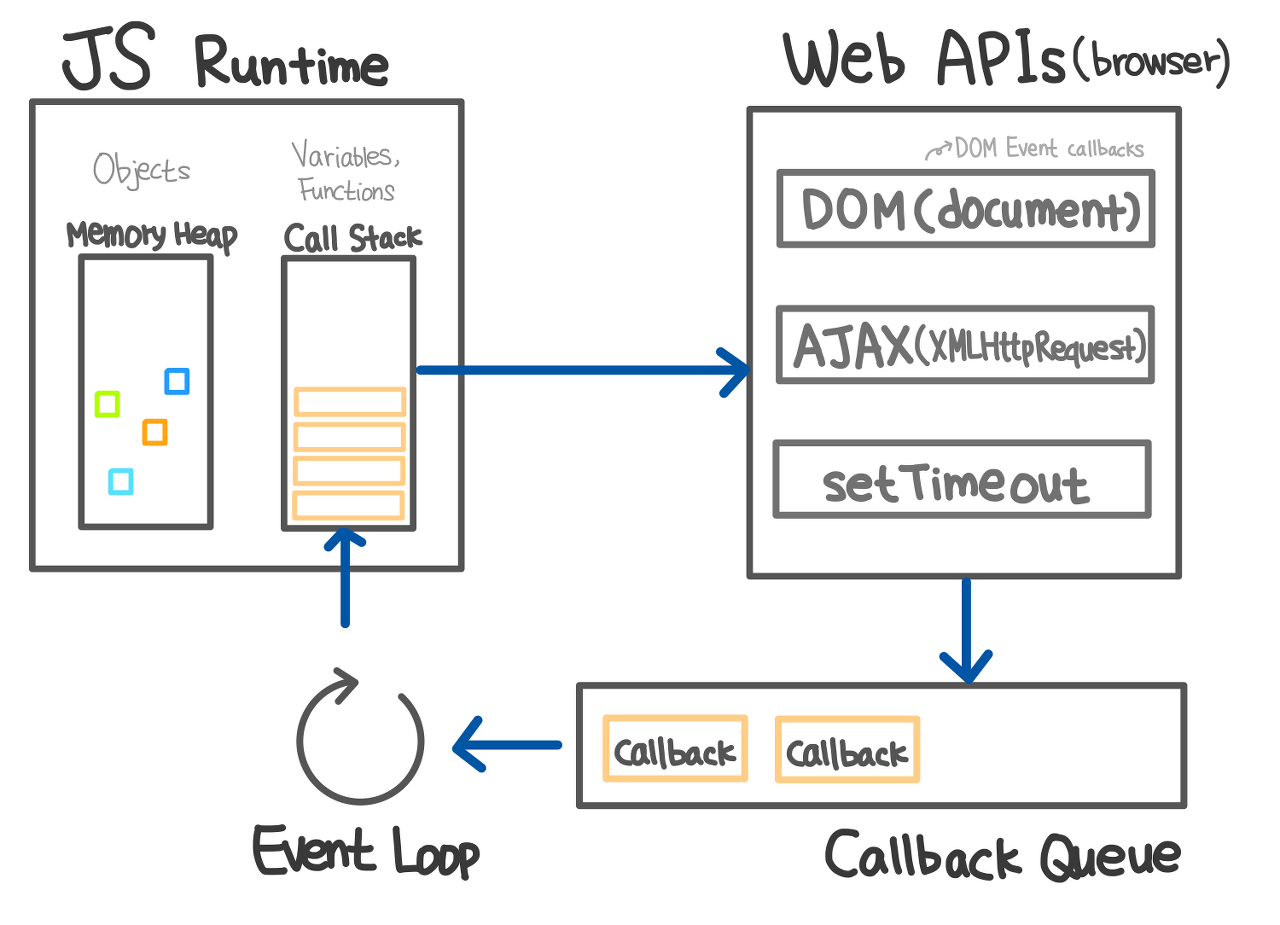 JS Runtime
Objects
Variables,
Functions
Memory Heap
Call Stack
Web APIs (browser)
DOM Event callbacks
DOM (document)
AJAX (XMLHttpRequest)
setTimeout
Callback
Callback
Event Loop
Callback Queue